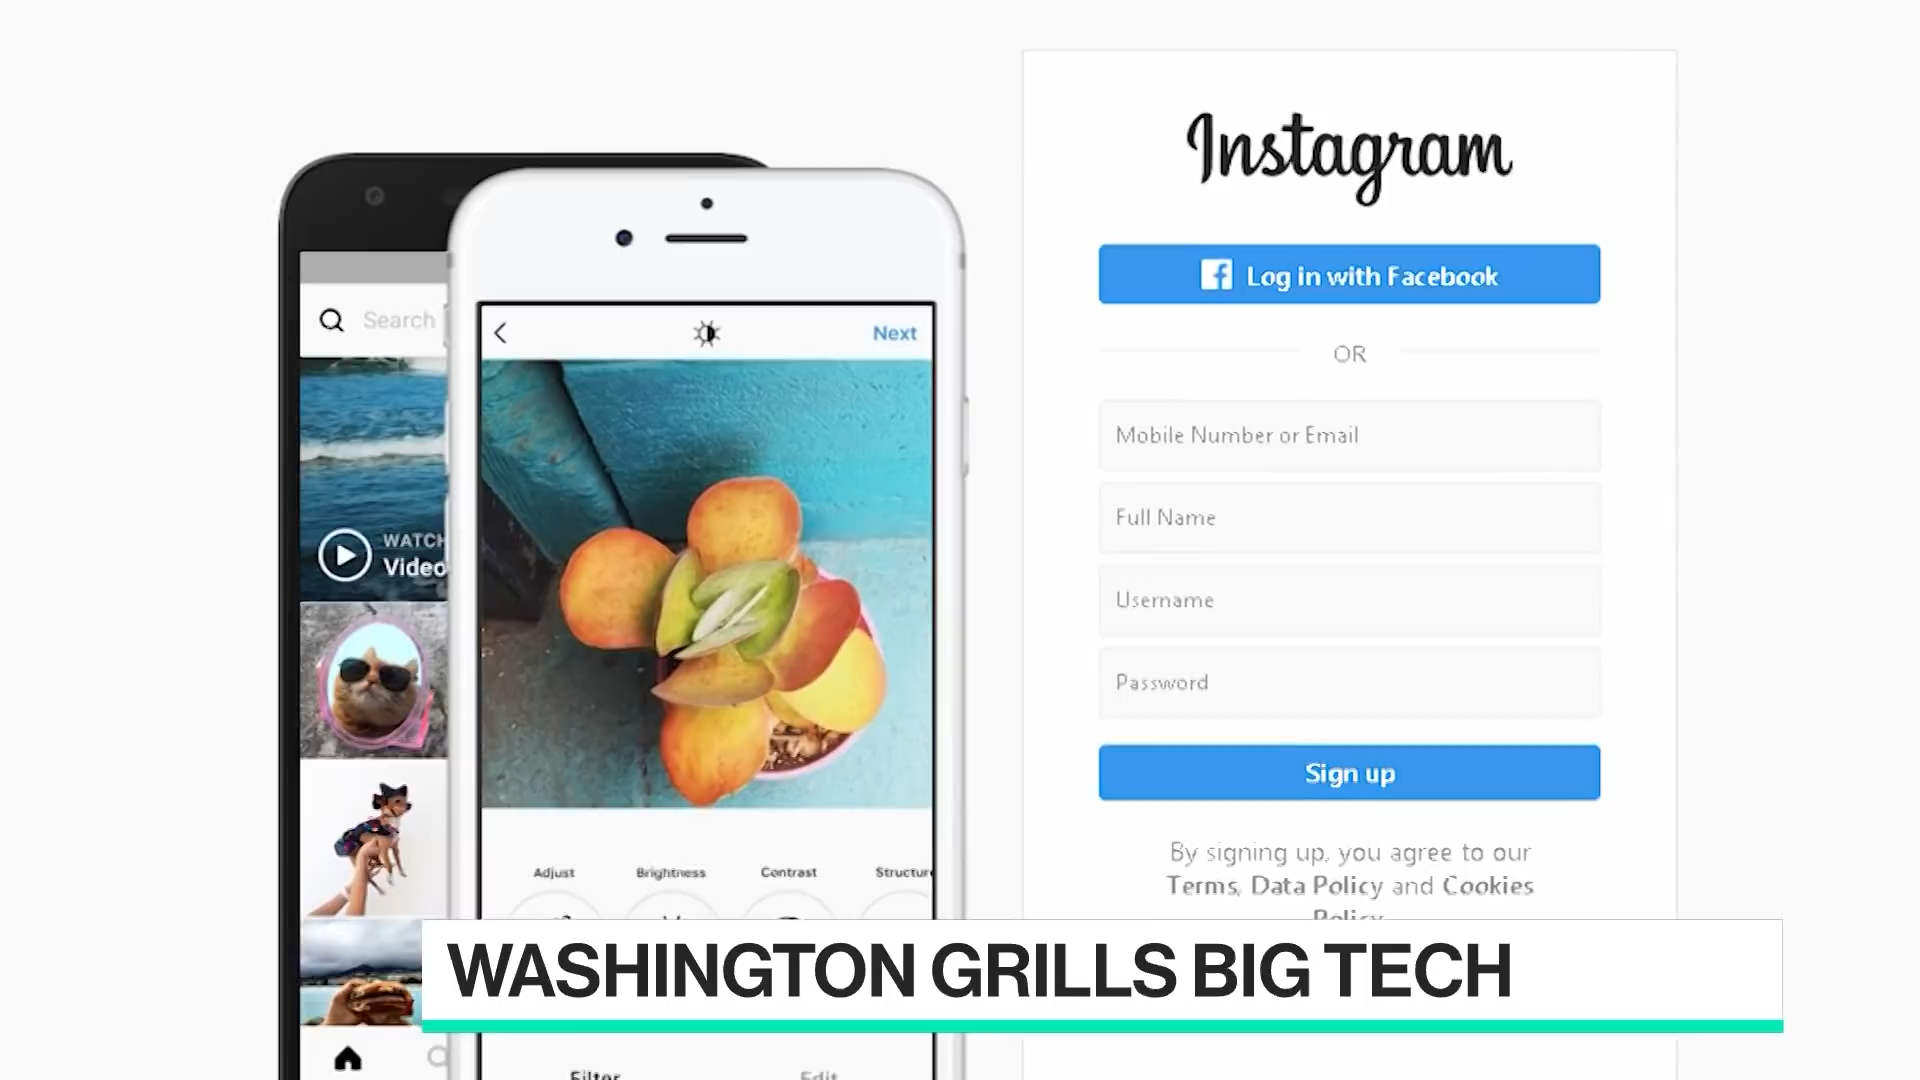 Instagram
Log in with Facebook
OR
Mobile Number or Email
Full Name
Username
Password
Sign up
By signing up, you agree to our
Terms, Data Policy and Cookies
Policy.
Search
WATCH
Video
Next
Adjust Brightness Contrast Structure
Filter Edit
WASHINGTON GRILLS BIG TECH